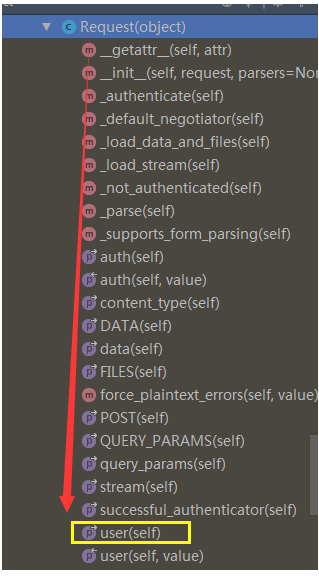 Request(object)
__getattr__(self, attr)
__init__(self, request, parsers=Nor
_authenticate(self)
_default_negotiator(self)
_load_data_and_files(self)
_load_stream(self)
_not_authenticated(self)
_parse(self)
_supports_form_parsing(self)
auth(self)
auth(self, value)
content_type(self)
DATA(self)
data(self)
FILES(self)
force_plaintext_errors(self, value)
POST(self)
QUERY_PARAMS(self)
query_params(self)
stream(self)
successful_authenticator(self)
user(self)
user(self, value)